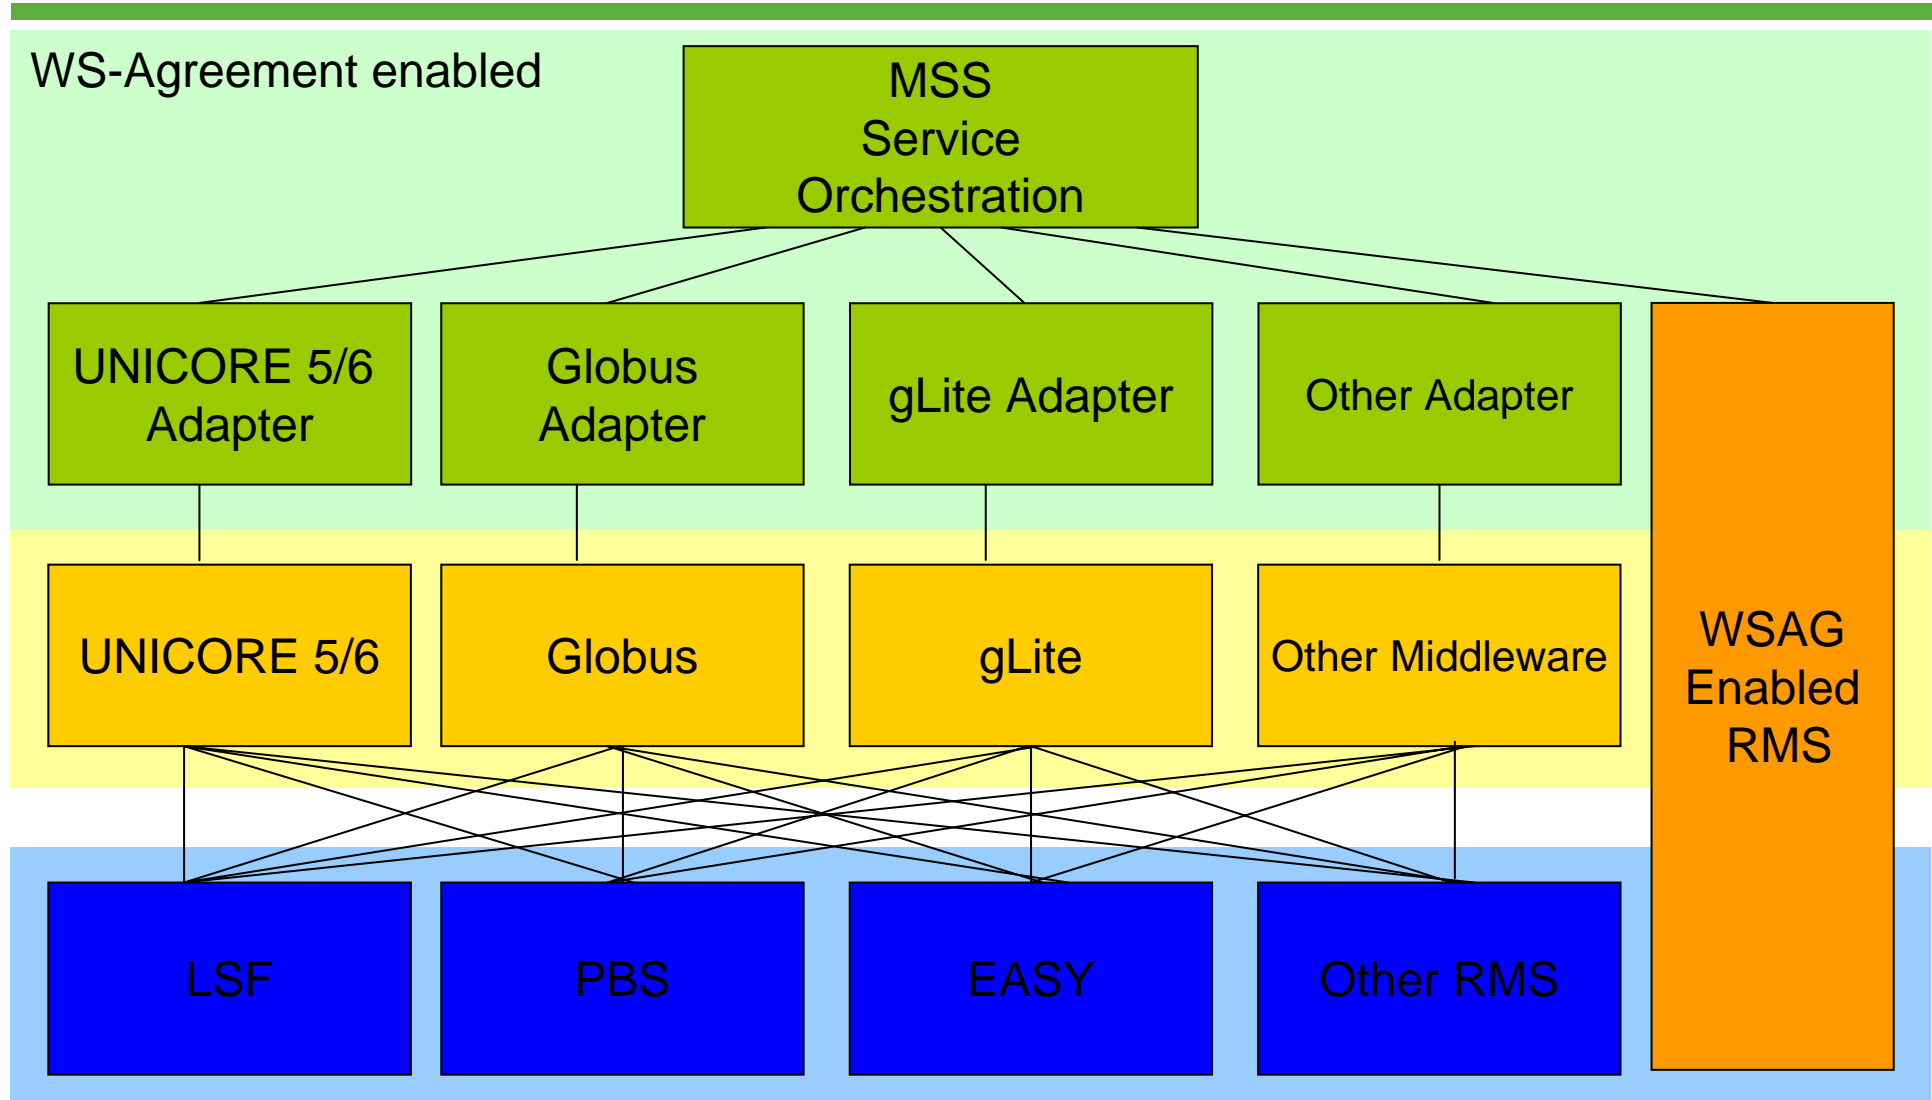 WS-Agreement enabled
MSS
Service
Orchestration
UNICORE 5/6
Adapter
Globus
Adapter
gLite Adapter
Other Adapter
UNICORE 5/6
Globus
gLite
Other Middleware
WSAG
Enabled
RMS
LSF
PBS
EASY
Other RMS